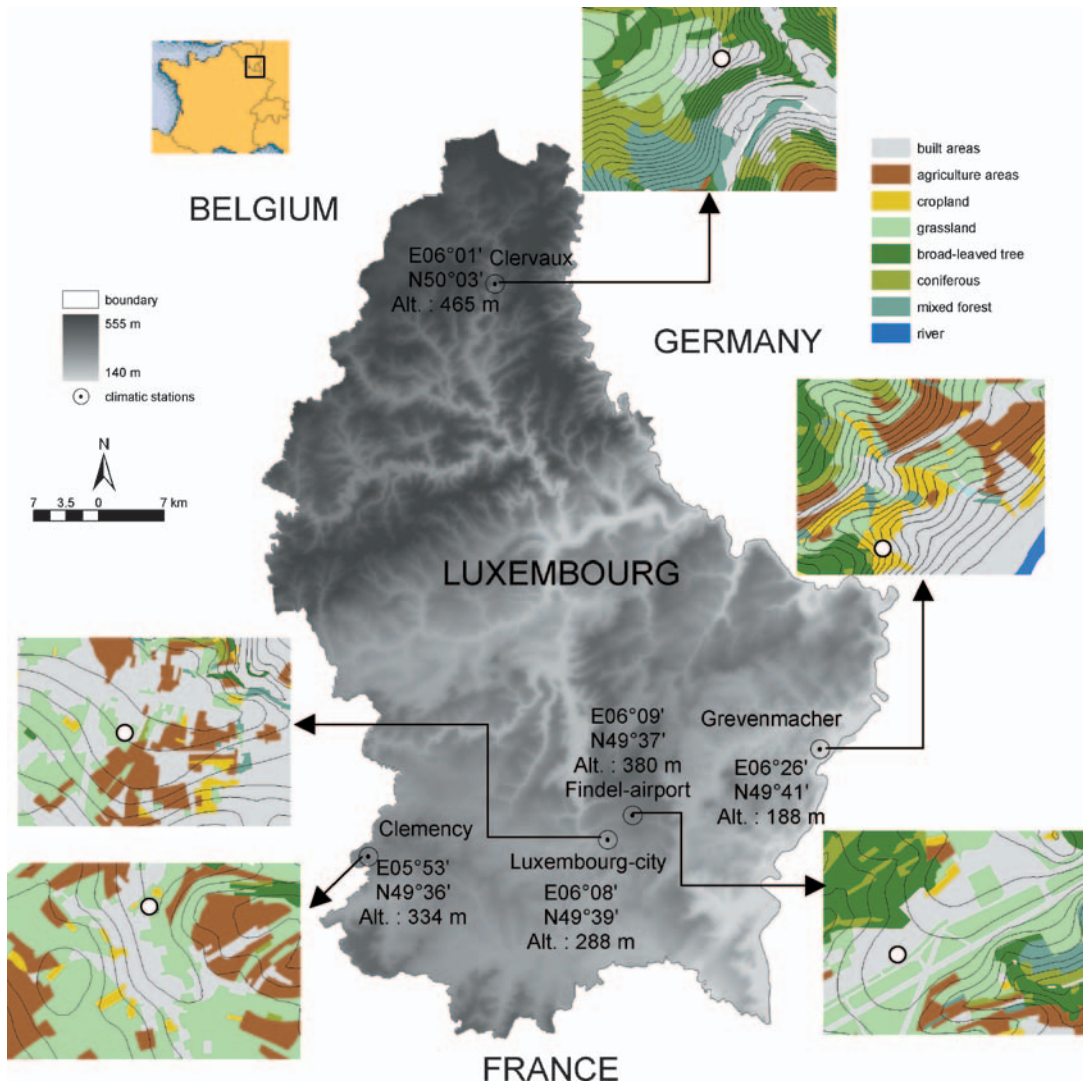 BELGIUM
built areas
agriculture areas
cropland
grassland
broad-leaved tree
coniferous
mixed forest
river
E06°01'
Clervaux
N50°03'
Alt. : 465 m
boundary
555 m
140 m
climatic stations
GERMANY
N
7 3.5 0 7 km
LUXEMBOURG
E06°09'
N49°37'
Alt. : 380 m
Findel-airport
Grevenmacher
E06°26'
N49°41'
Alt. : 188 m
Clemency
E05°53'
N49°36'
Alt. : 334 m
Luxembourg-city
E06°08'
N49°39'
Alt. : 288 m
FRANCE